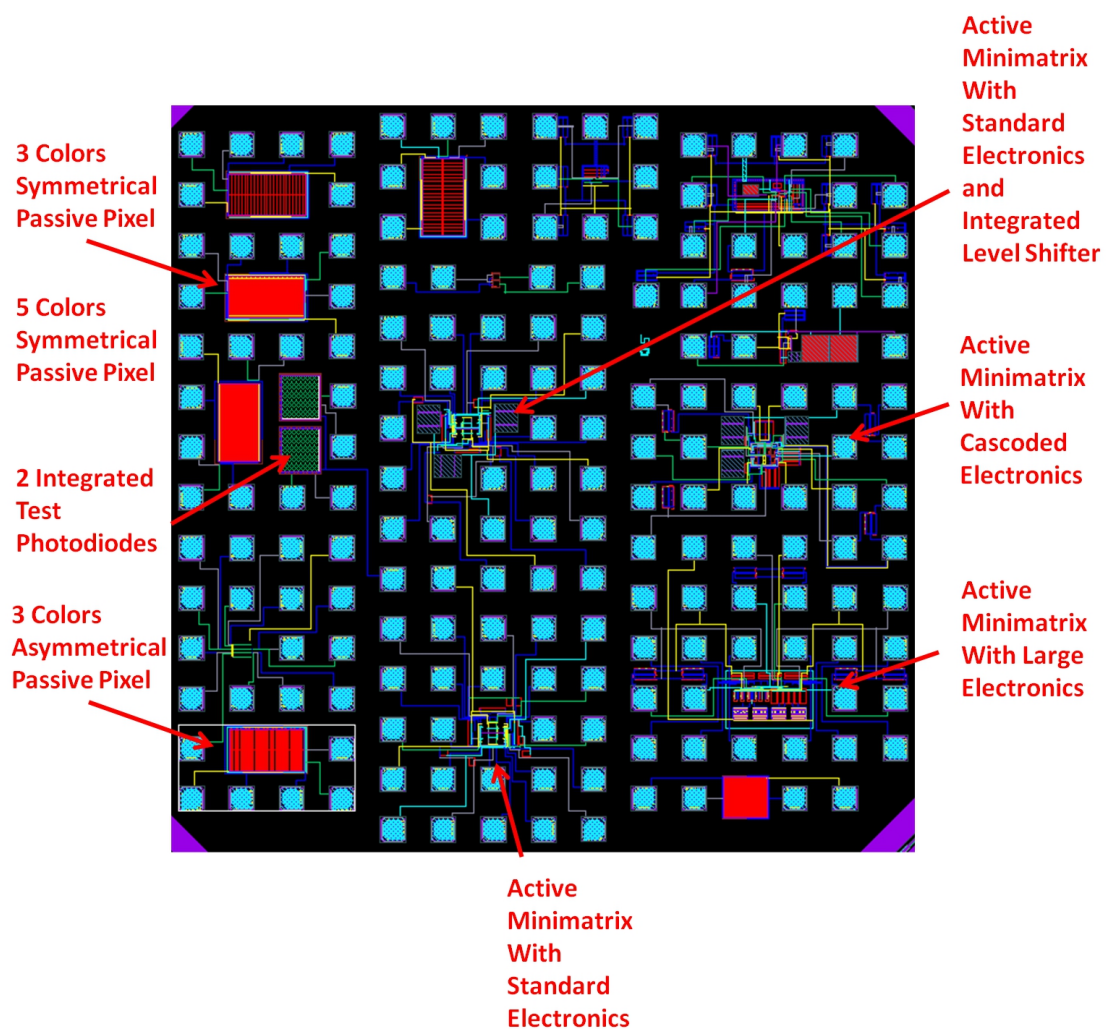 Active
Minimatrix
With
Standard
Electronics
and
Integrated
Level Shifter
3 Colors
Symmetrical
Passive Pixel
5 Colors
Symmetrical
Passive Pixel
2 Integrated
Test
Photodiodes
3 Colors
Asymmetrical
Passive Pixel
Active
Minimatrix
With
Cascoded
Electronics
Active
Minimatrix
With Large
Electronics
Active
Minimatrix
With
Standard
Electronics